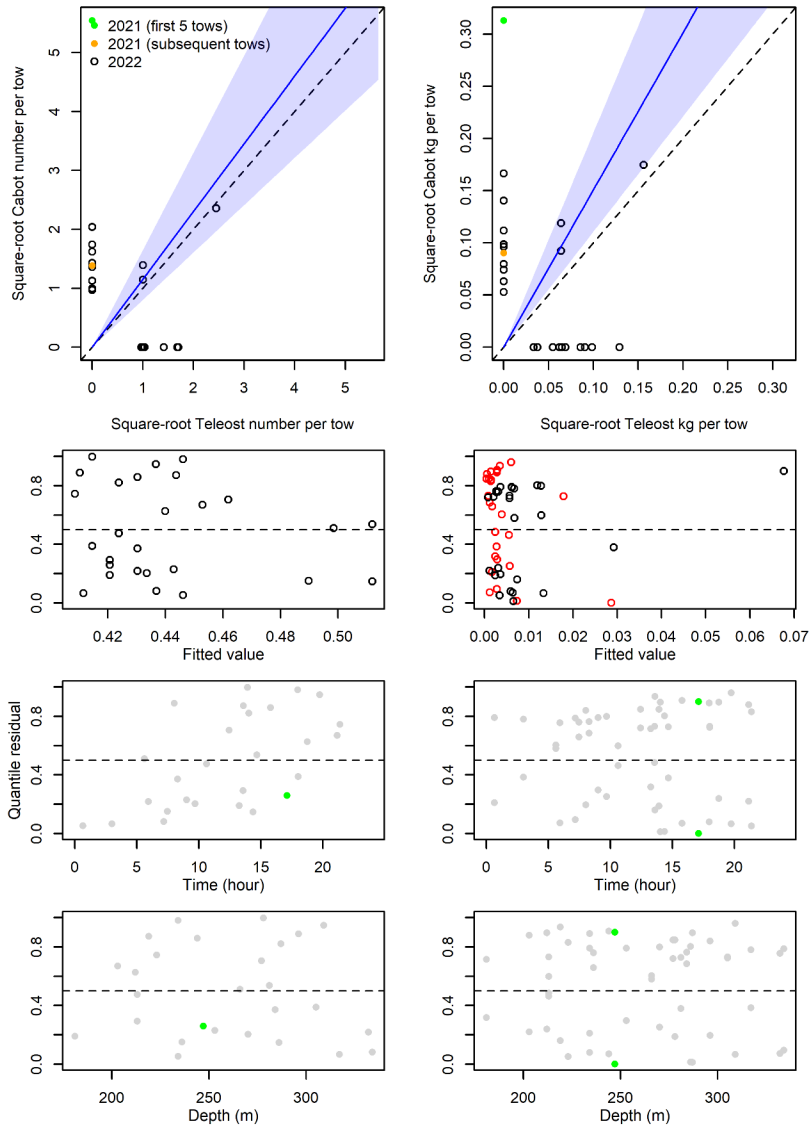 2021 (first 5 tows)
2021 (subsequent tows)
2022
Square-root Cabot number per tow
0 1 2 3 4 5
0 1 2 3 4 5
Square-root Teleost number per tow
Square-root Cabot kg per tow
0.00 0.05 0.10 0.15 0.20 0.25 0.30
0.00 0.05 0.10 0.15 0.20 0.25 0.30
Square-root Teleost kg per tow
0.0 0.4 0.8
0.42 0.44 0.46 0.48 0.50
Fitted value
0.0 0.4 0.8
0.00 0.01 0.02 0.03 0.04 0.05 0.06 0.07
Fitted value
Quantile residual
0.0 0.4 0.8
0 5 10 15 20
Time (hour)
0.0 0.4 0.8
0 5 10 15 20
Time (hour)
0.0 0.4 0.8
200 250 300
Depth (m)
0.0 0.4 0.8
200 250 300
Depth (m)